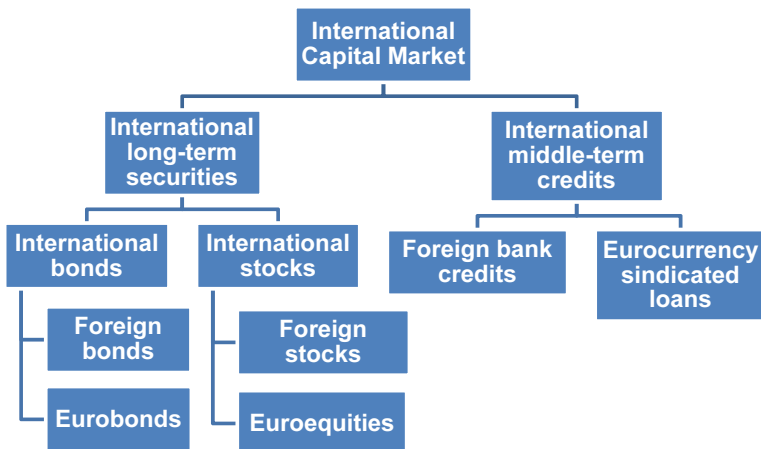 International
Capital Market
International
long-term
securities
International
middle-term
credits
International
bonds
International
stocks
Foreign bank
credits
Eurocurrency
sindicated
loans
Foreign
bonds
Foreign
stocks
Eurobonds
Euroequities